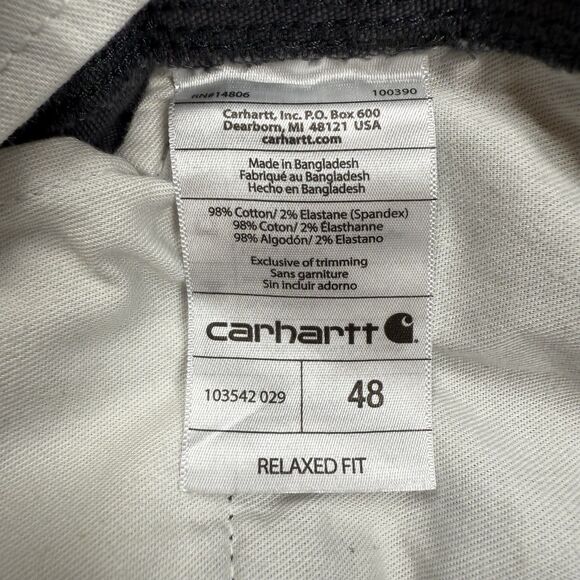 RN#14806 100390
Carhartt, Inc. P.O. Box 600
Dearborn, MI 48121 USA
carhartt.com
Made in Bangladesh
Fabriqué au Bangladesh
Hecho en Bangladesh
98% Cotton/ 2% Elastane (Spandex)
98% Coton/ 2% Élasthanne
98% Algodón/ 2% Elastano
Exclusive of trimming
Sans garniture
Sin incluir adorno
carhartt
103542 029 48
RELAXED FIT